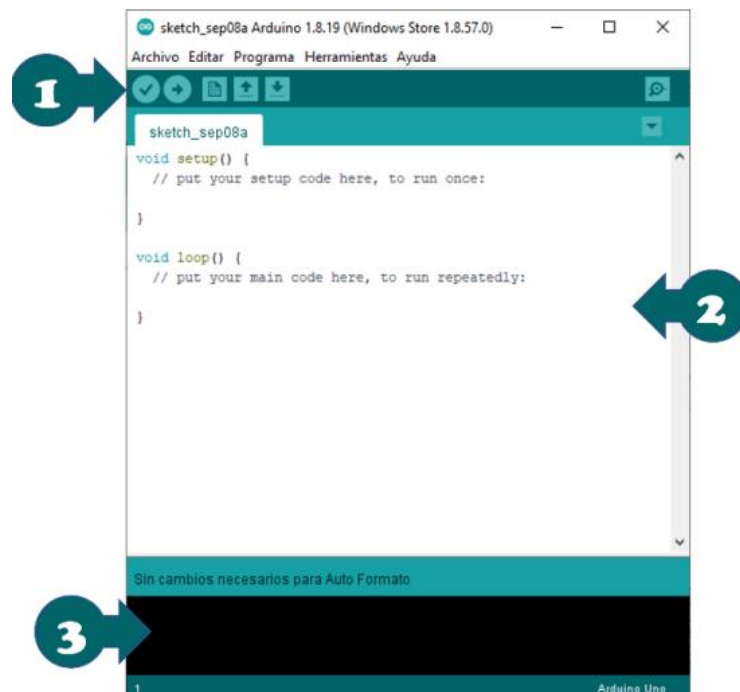 sketch_sep08a Arduino 1.8.19 (Windows Store 1.8.57.0)
Archivo Editar Programa Herramientas Ayuda
1
sketch_sep08a
void setup() {
// put your setup code here, to run once:
}
void loop() {
// put your main code here, to run repeatedly:
}
2
Sin cambios necesarios para Auto Formato
3
1 Arduino Uno